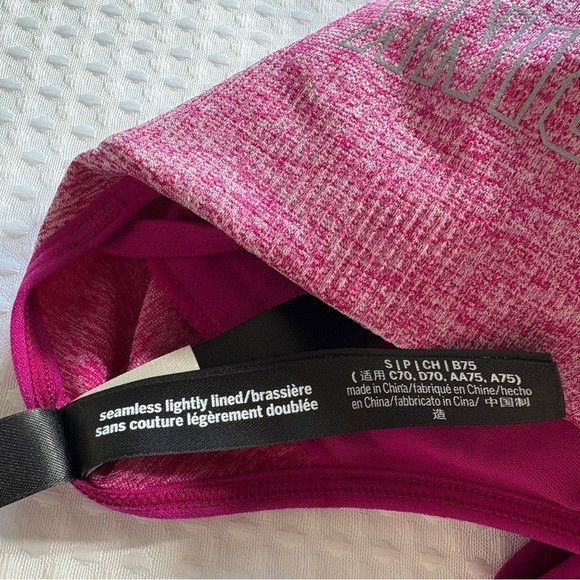 PINK
seamless lightly lined/brassière
sans couture légèrement doublée
S|P|CH|B75
(适用 C70, D70, AA75, A75)
made in China/fabriqué en Chine/hecho
en China/fabbricato in Cina/ 中国制
造